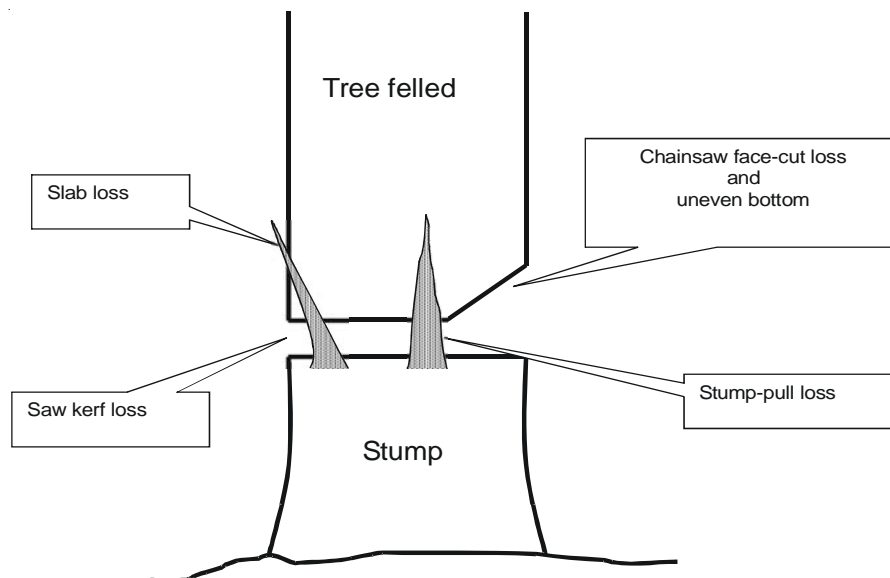 Tree felled
Chainsaw face-cut loss
and
uneven bottom
Slab loss
Saw kerf loss
Stump-pull loss
Stump